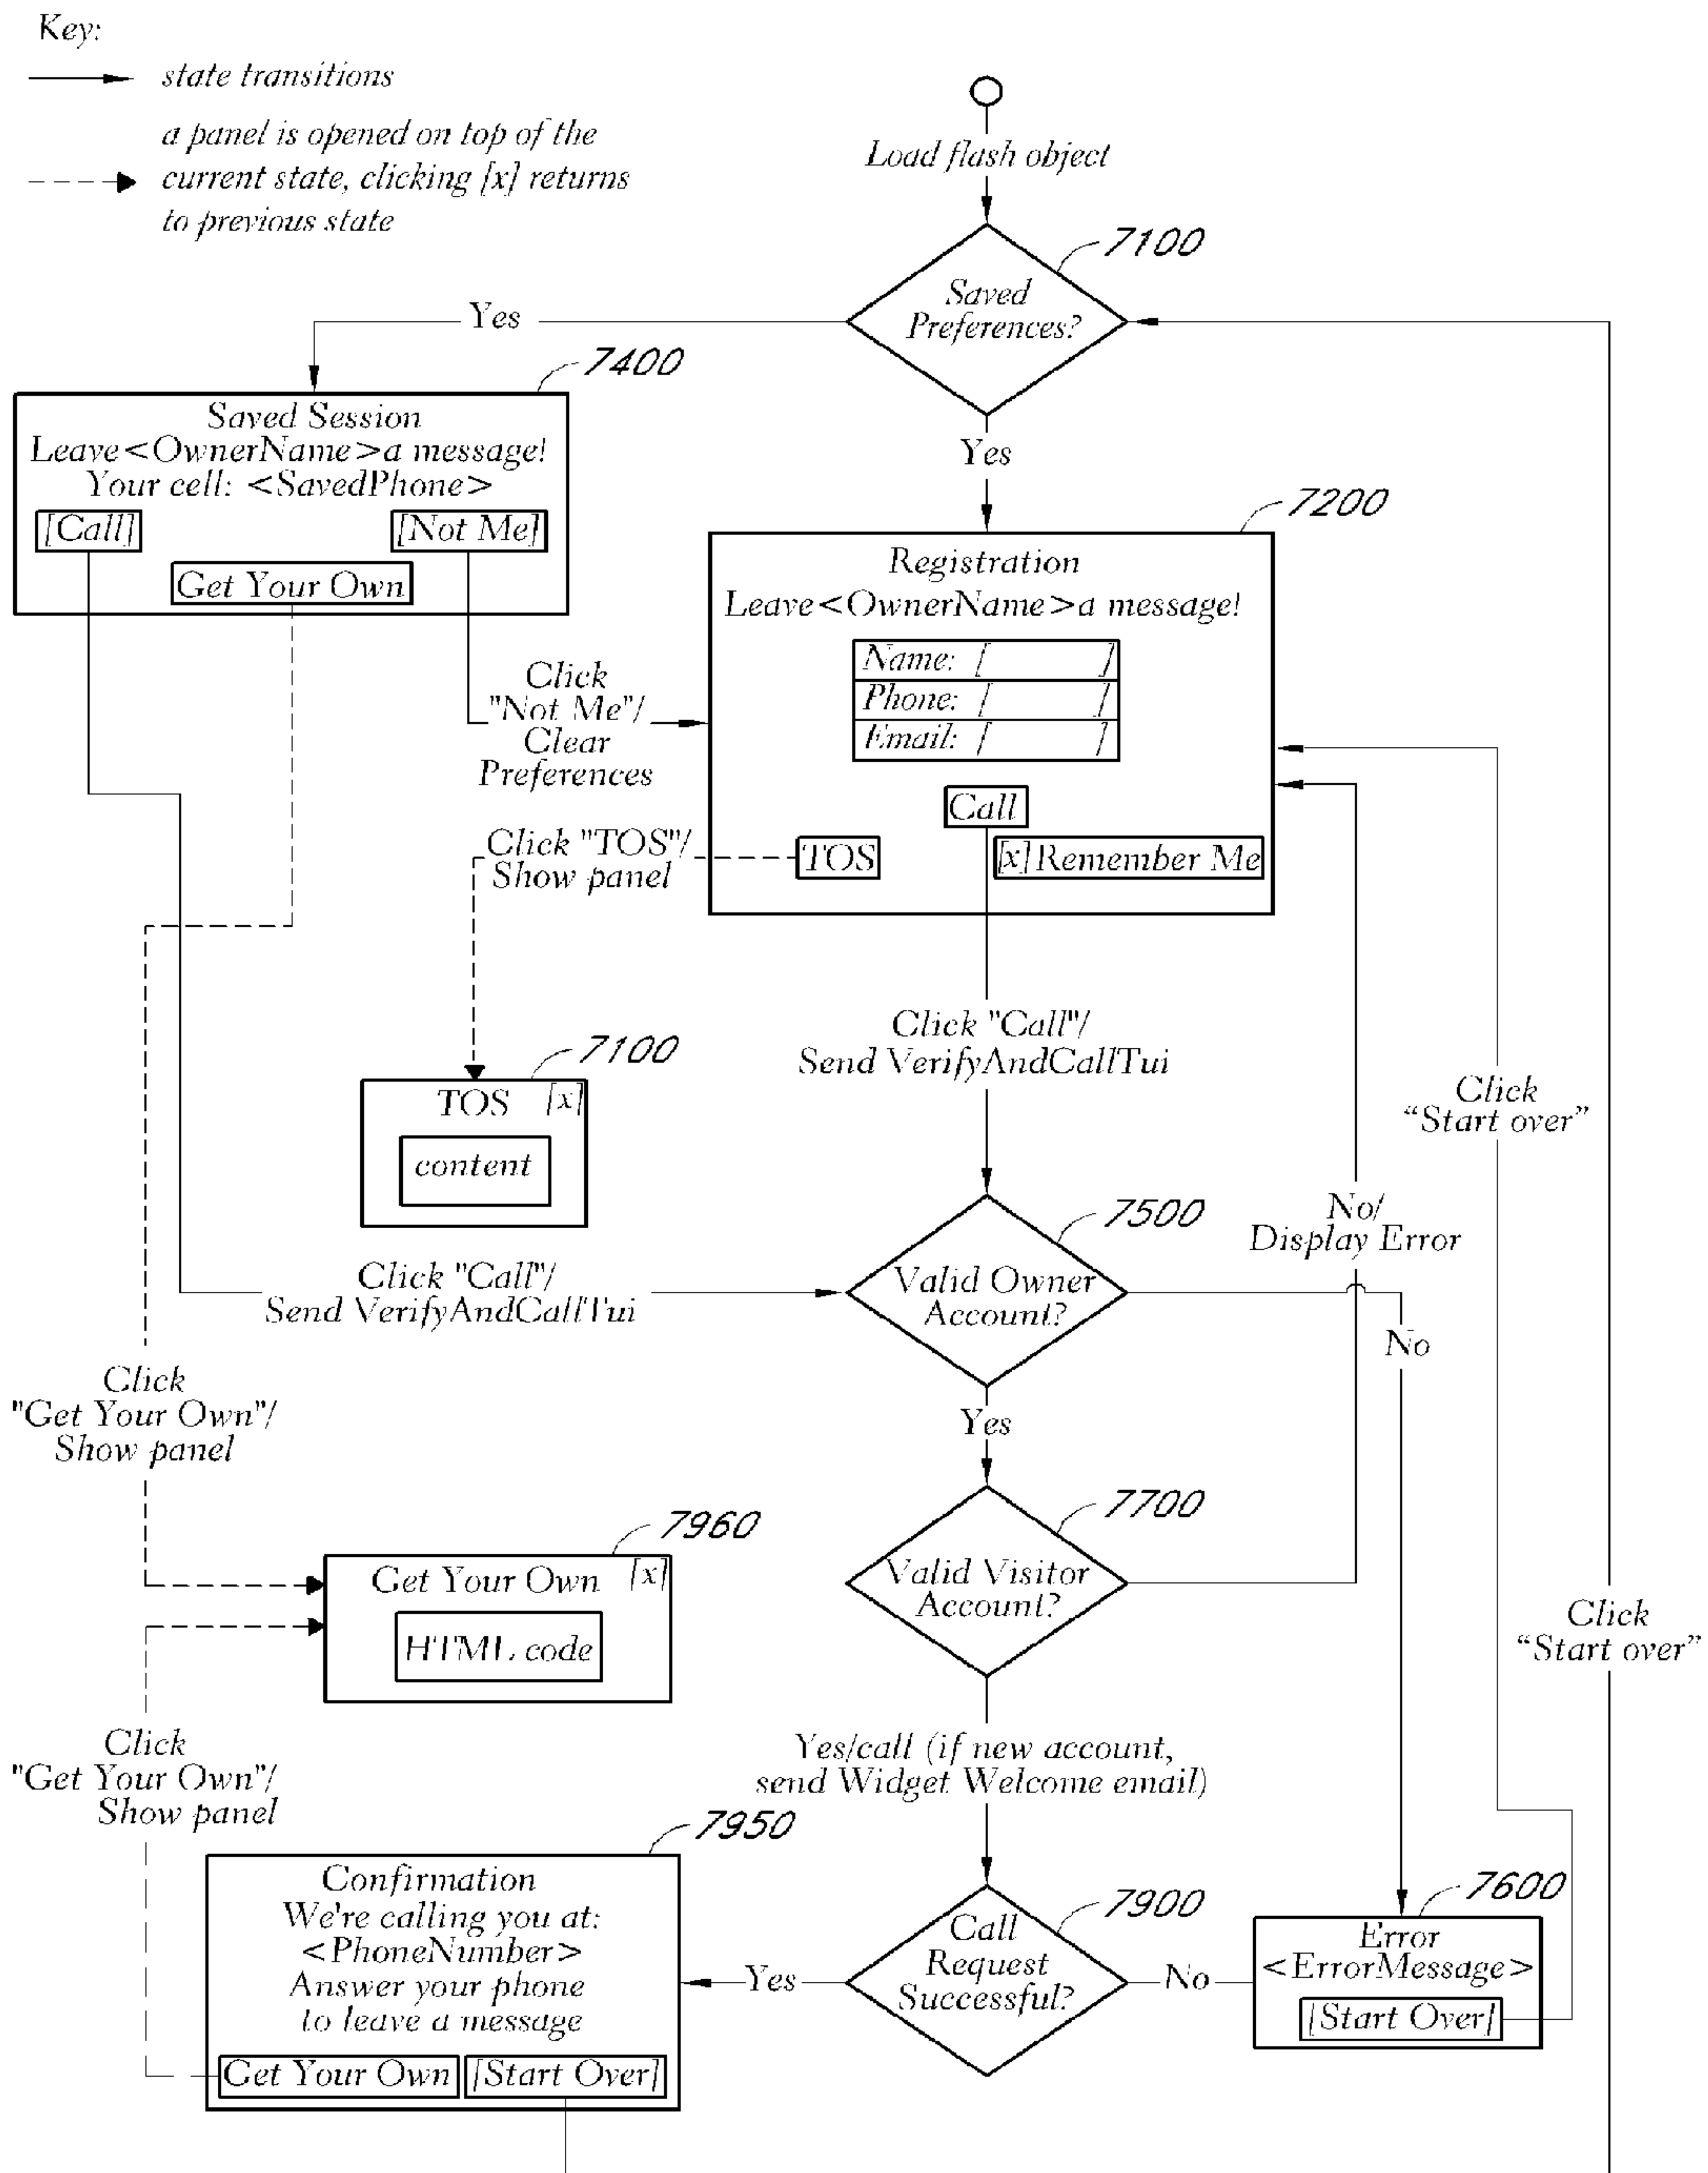 Key:
state transitions
a panel is opened on top of the
current state, clicking [x] returns
to previous state
Load flash object
7100
Saved
Preferences?
Yes
Yes
7400
Saved Session
Leave<OwnerName>a message!
Your cell: <SavedPhone>
[Call]
[Not Me]
Get Your Own
7200
Registration
Leave<OwnerName>a message!
Name: [ ]
Phone: [ ]
Email: [ ]
Call
TOS
[x] Remember Me
Click
"Not Me"/
Clear
Preferences
Click "TOS"/
Show panel
7100
TOS [x]
content
Click "Call"/
Send VerifyAndCallTui
Click
“Start over”
7500
Valid Owner
Account?
No/
Display Error
Click "Call"/
Send VerifyAndCallTui
No
Yes
Click
"Get Your Own"/
Show panel
7700
Valid Visitor
Account?
7960
Get Your Own [x]
HTML code
Click
“Start over”
Click
"Get Your Own"/
Show panel
Yes/call (if new account,
send Widget Welcome email)
7950
Confirmation
We're calling you at:
<PhoneNumber>
Answer your phone
to leave a message
Get Your Own
[Start Over]
Yes
7900
Call
Request
Successful?
No
7600
Error
<ErrorMessage>
[Start Over]